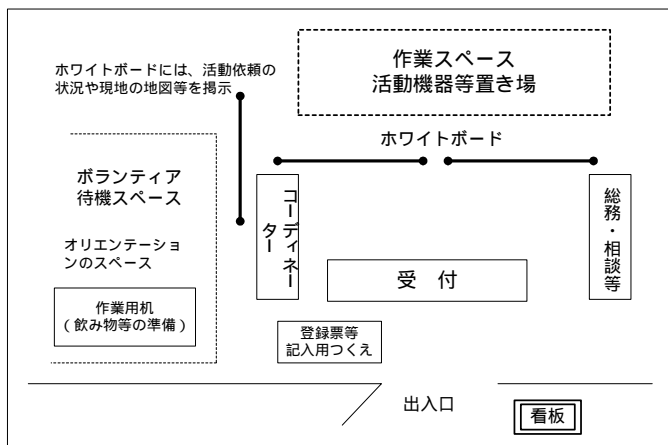 作業スペース
活動機器等置き場
ホワイトボードには、活動依頼の
状況や現地の地図等を掲示
ホワイトボード
ボランティア
待機スペース
オリエンテーショ
ンのスペース
作業用机
(飲み物等の準備)
コーディネー
ター
受　付
総務・相談等
登録票等
記入用つくえ
出入口
看板